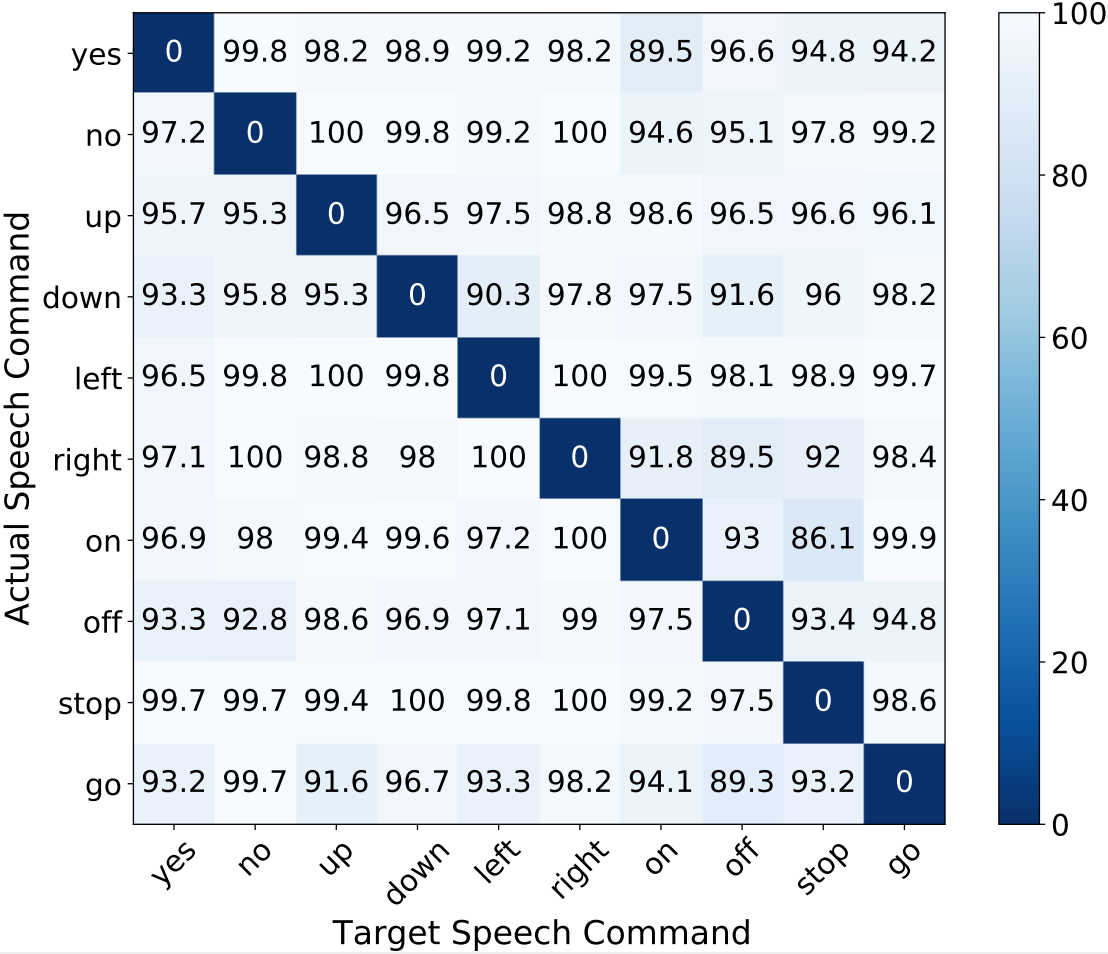 yes 0 99.8 98.2 98.9 99.2 98.2 89.5 96.6 94.8 94.2
no 97.2 0 100 99.8 99.2 100 94.6 95.1 97.8 99.2
up 95.7 95.3 0 96.5 97.5 98.8 98.6 96.5 96.6 96.1
down 93.3 95.8 95.3 0 90.3 97.8 97.5 91.6 96 98.2
left 96.5 99.8 100 99.8 0 100 99.5 98.1 98.9 99.7
right 97.1 100 98.8 98 100 0 91.8 89.5 92 98.4
on 96.9 98 99.4 99.6 97.2 100 0 93 86.1 99.9
off 93.3 92.8 98.6 96.9 97.1 99 97.5 0 93.4 94.8
stop 99.7 99.7 99.4 100 99.8 100 99.2 97.5 0 98.6
go 93.2 99.7 91.6 96.7 93.3 98.2 94.1 89.3 93.2 0
yes no up down left right on off stop go
Target Speech Command
Actual Speech Command
100
80
60
40
20
0